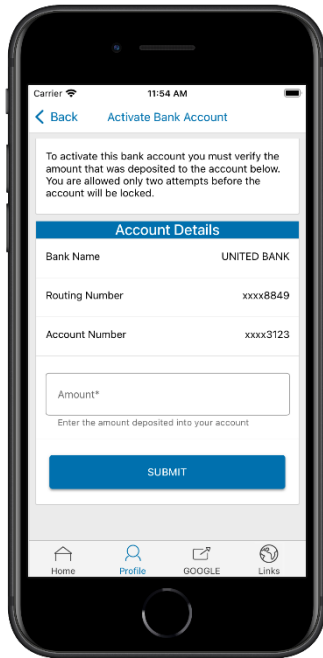 Carrier 11:54 AM
Back Activate Bank Account
To activate this bank account you must verify the
amount that was deposited to the account below.
You are allowed only two attempts before the
account will be locked.
Account Details
Bank Name UNITED BANK
Routing Number xxxx8849
Account Number xxxx3123
Amount*
Enter the amount deposited into your account
SUBMIT
Home Profile GOOGLE Links